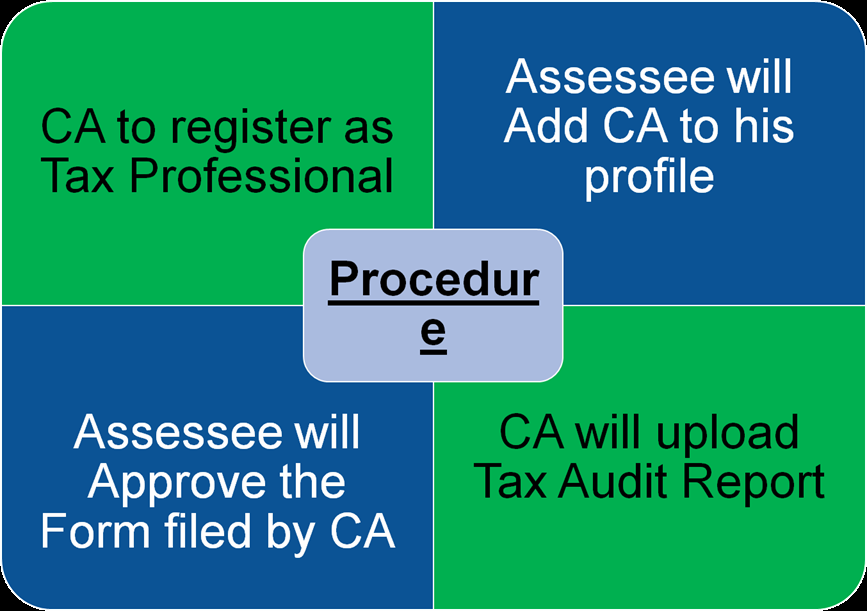 CA to register as
Tax Professional
Assessee will
Add CA to his
profile
Procedur
e
Assessee will
Approve the
Form filed by CA
CA will upload
Tax Audit Report